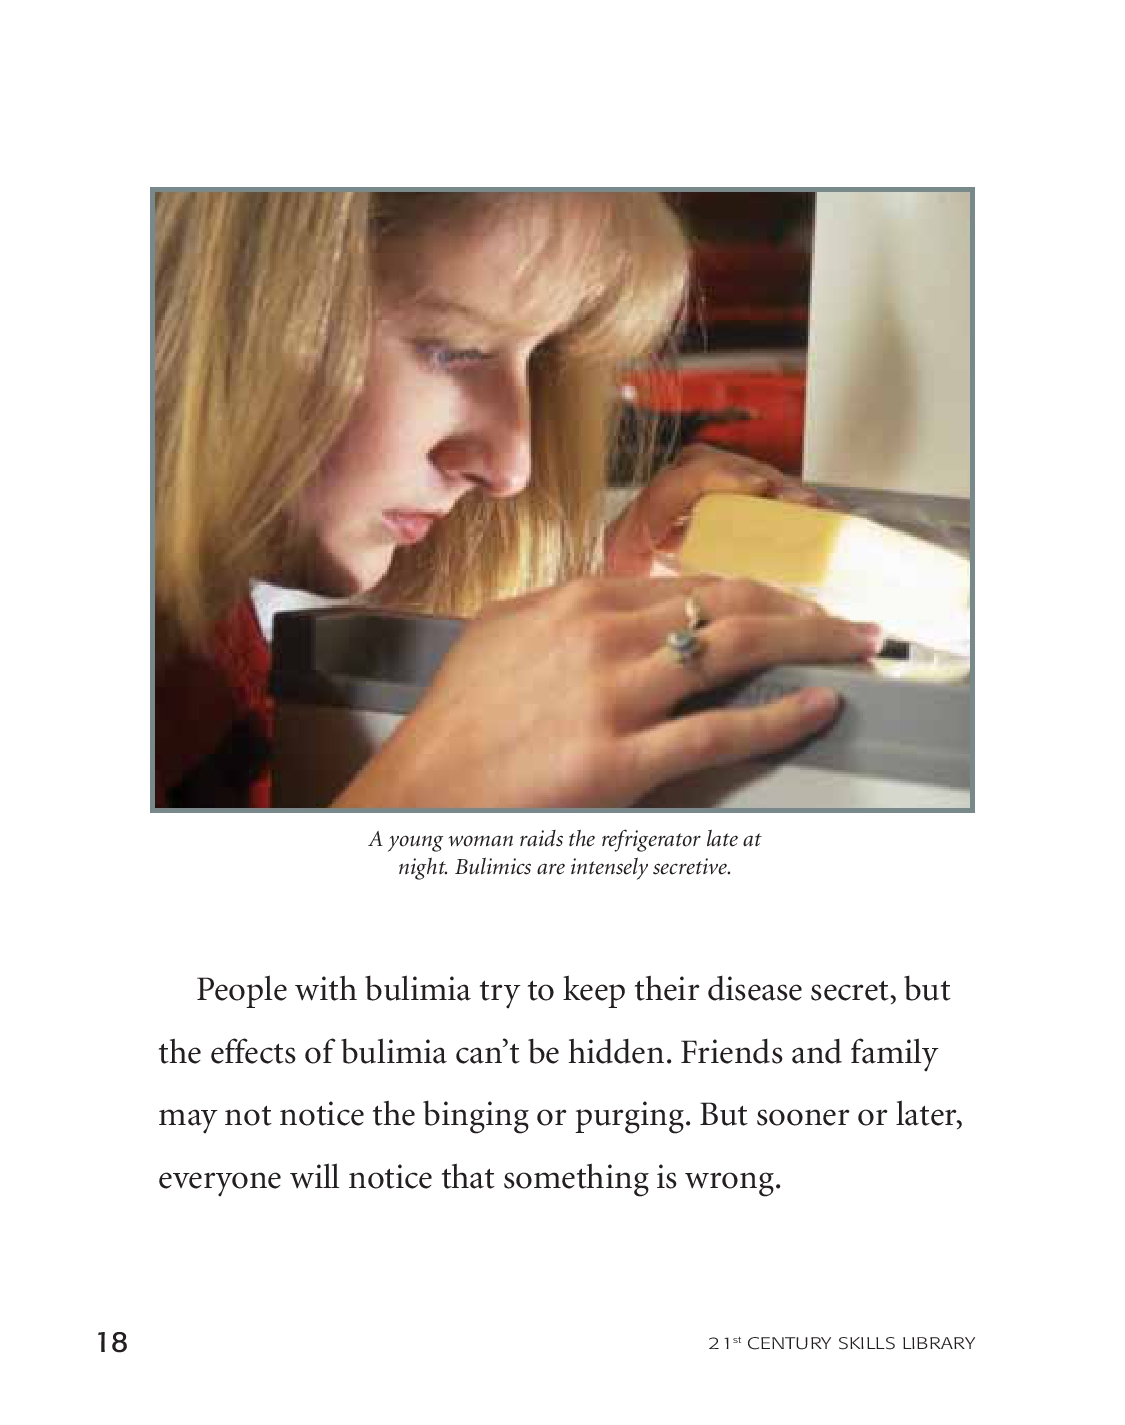 A young woman raids the refrigerator late at
night. Bulimics are intensely secretive.
People with bulimia try to keep their disease secret, but
the effects of bulimia can’t be hidden. Friends and family
may not notice the binging or purging. But sooner or later,
everyone will notice that something is wrong.
18
21st CENTURY SKILLS LIBRARY